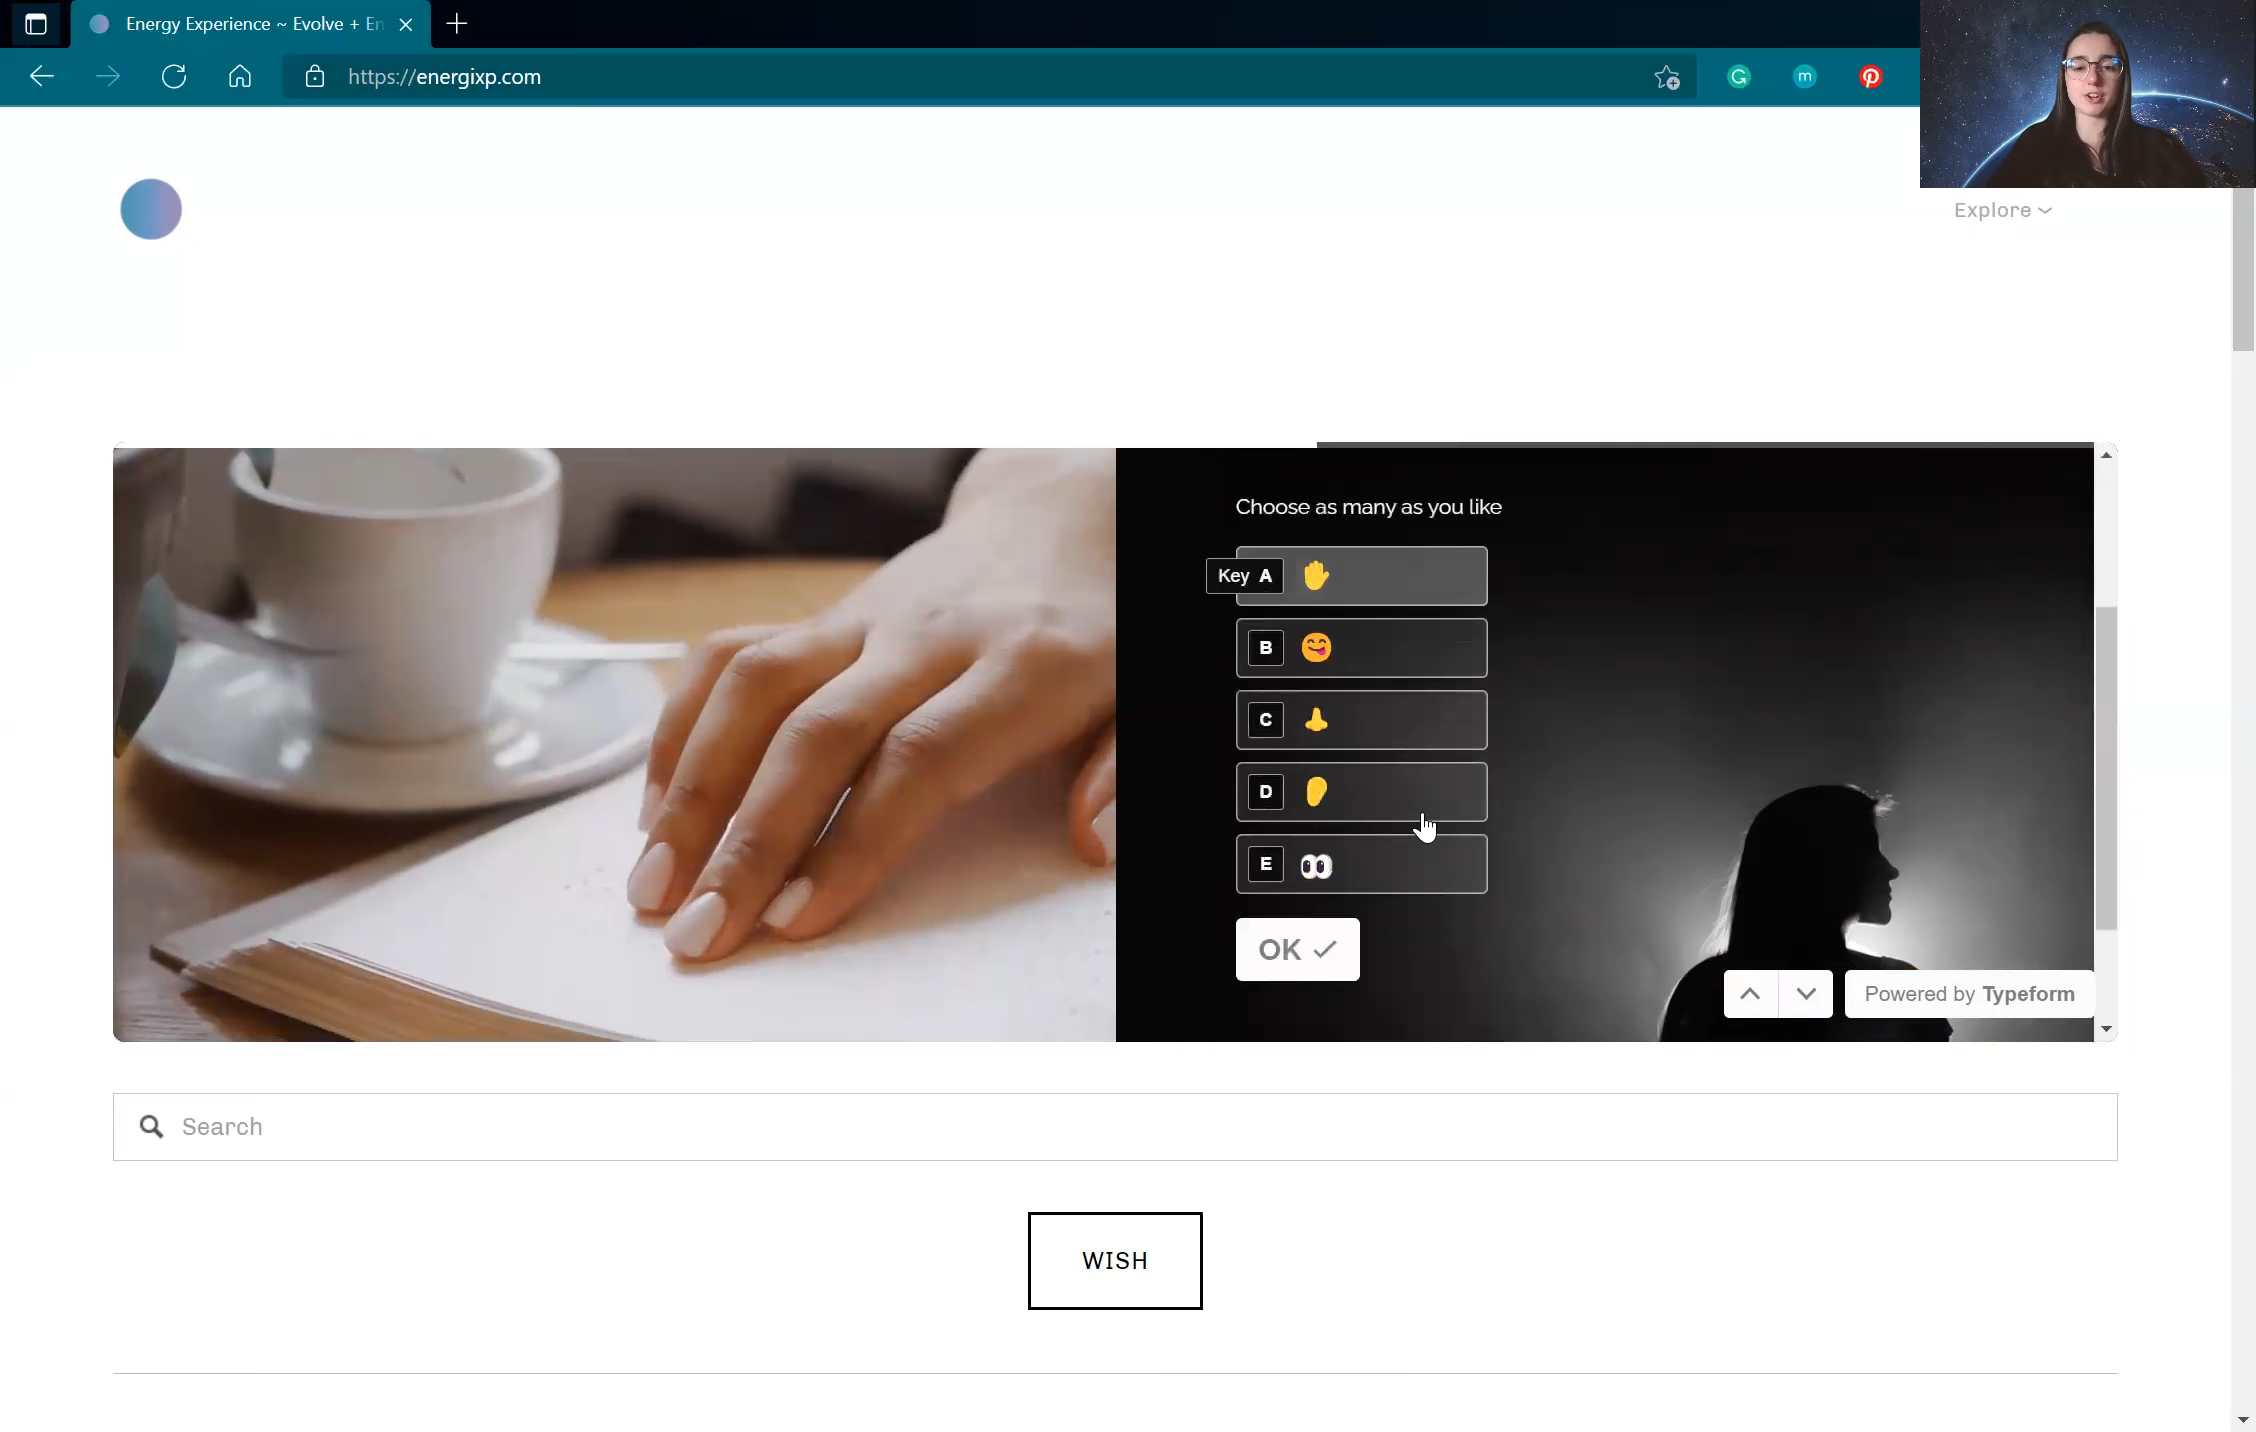 Energy Experience ~ Evolve + En
https://energixp.com
Explore
Choose as many as you like
Key A
B
C
D
E
OK
Powered by Typeform
Search
WISH